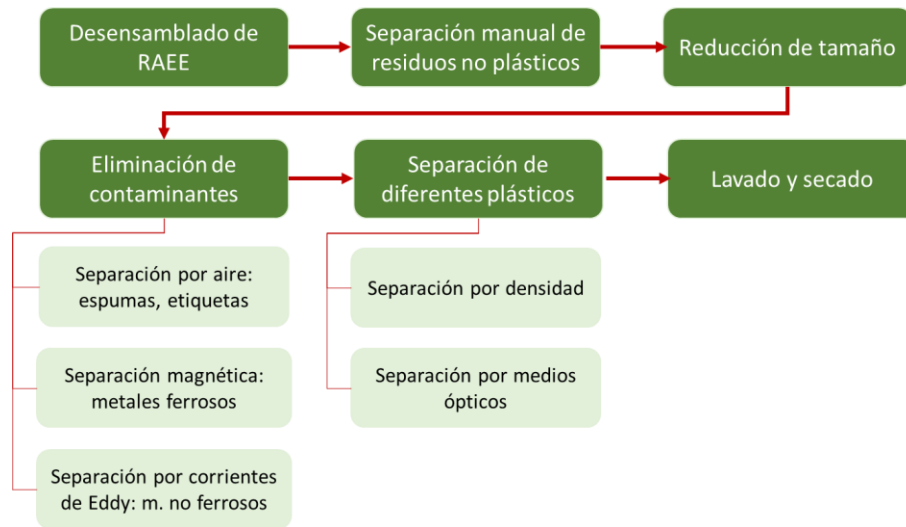 Desensamblado de
RAEE
Separación manual de
residuos no plásticos
Reducción de tamaño
Eliminación de
contaminantes
Separación de
diferentes plásticos
Lavado y secado
Separación por aire:
espumas, etiquetas
Separación magnética:
metales ferrosos
Separación por corrientes
de Eddy: m. no ferrosos
Separación por densidad
Separación por medios
ópticos